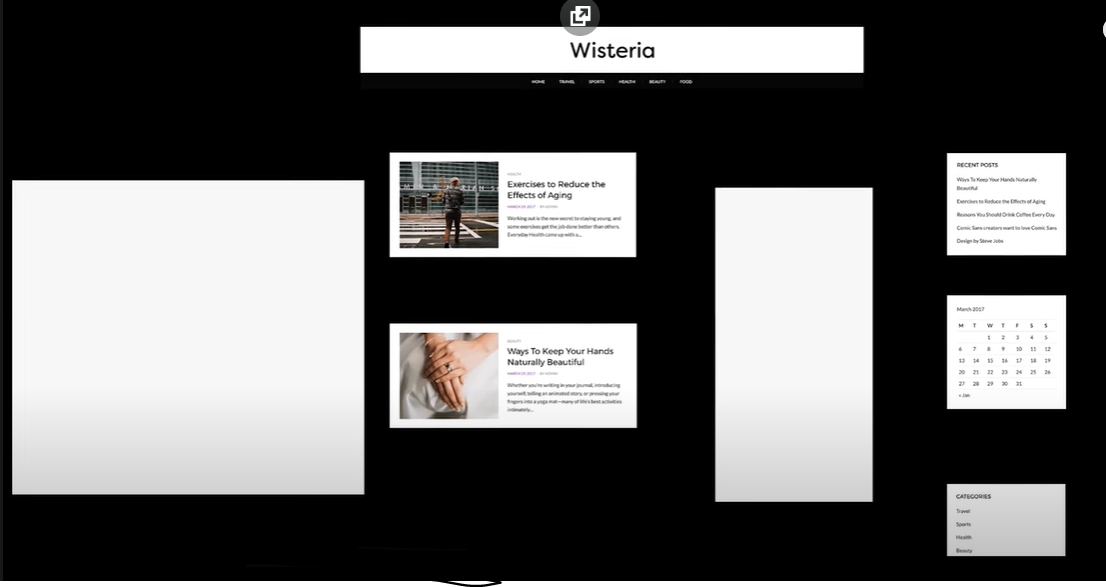 Wisteria
HOME TRAVEL SPORTS HEALTH BEAUTY FOOD
HEALTH
Exercises to Reduce the
Effects of Aging
MARCH 29, 2017 BY ADMIN
Working out is the new secret to staying young, and
some exercises get the job done better than others.
Everyday Health came up with a...
BEAUTY
Ways To Keep Your Hands
Naturally Beautiful
MARCH 29, 2017 BY ADMIN
Whether you're writing in your journal, introducing
yourself, telling an animated story, or pressing your
fingers into a yoga mat—many of life's best activities
intimately...
RECENT POSTS
Ways To Keep Your Hands Naturally
Beautiful
Exercises to Reduce the Effects of Aging
Reasons You Should Drink Coffee Every Day
Comic Sans creators want to love Comic Sans
Design by Steve Jobs
March 2017
M T W T F S S
1 2 3 4 5
6 7 8 9 10 11 12
13 14 15 16 17 18 19
20 21 22 23 24 25 26
27 28 29 30 31
« Jan
CATEGORIES
Travel
Sports
Health
Beauty